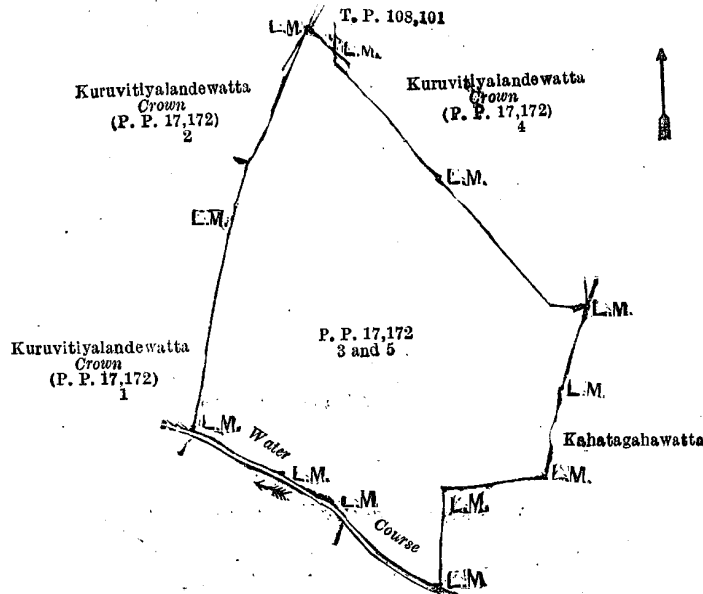 T. P. 108,101
L.M.
L.M.
Kuruvitiyalandewatta
Crown
(P. P. 17,172)
2
Kuruvitiyalandewatta
Crown
(P. P. 17,172)
4
L.M.
L.M.
L.M.
P. P. 17,172
3 and 5
Kuruvitiyalandewatta
Crown
(P. P. 17,172)
1
L.M.
L.M.
Kahatagahawatta
Water
L.M.
L.M.
L.M.
L.M.
Course
L.M